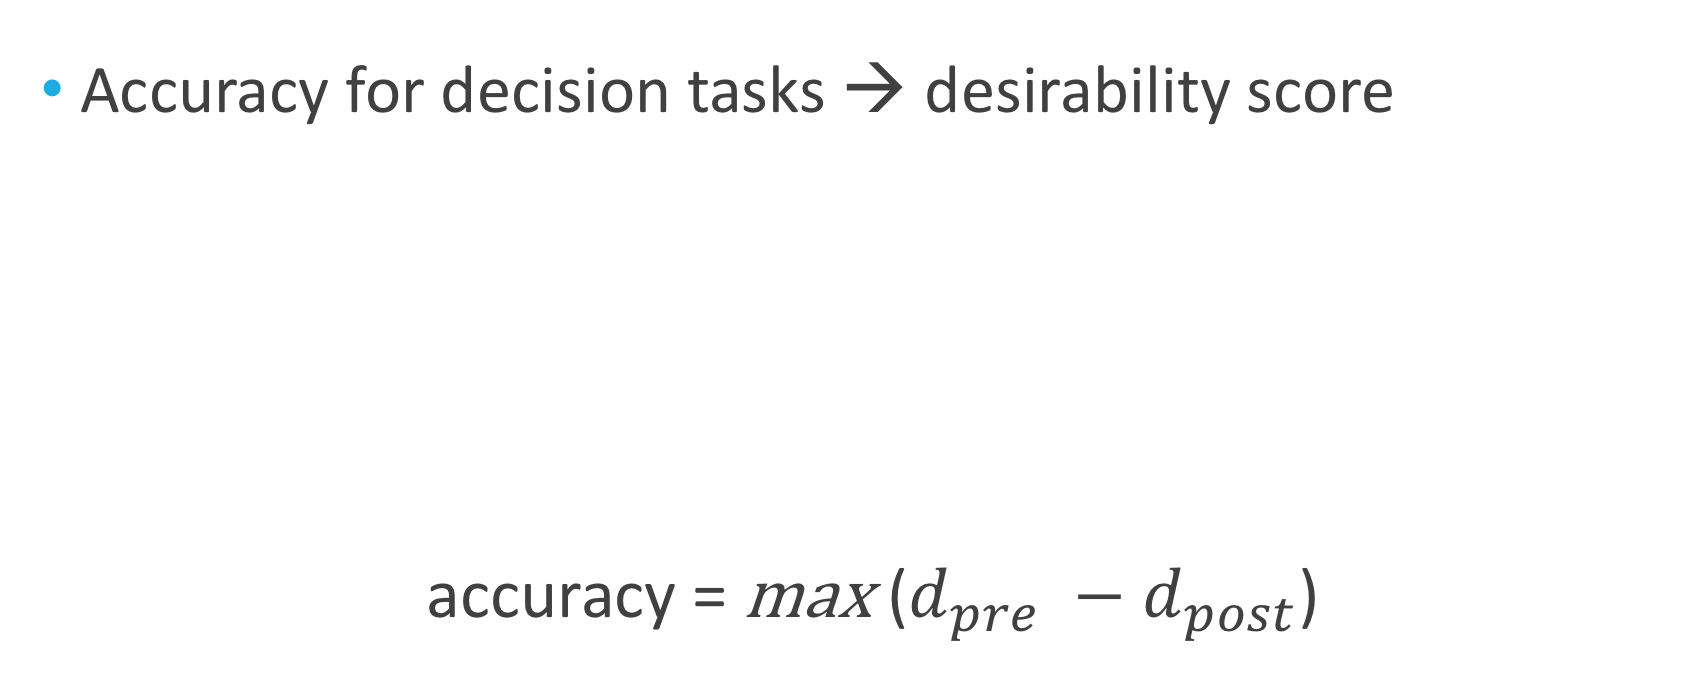 • Accuracy for decision tasks → desirability score
accuracy = max (d_pre − d_post)